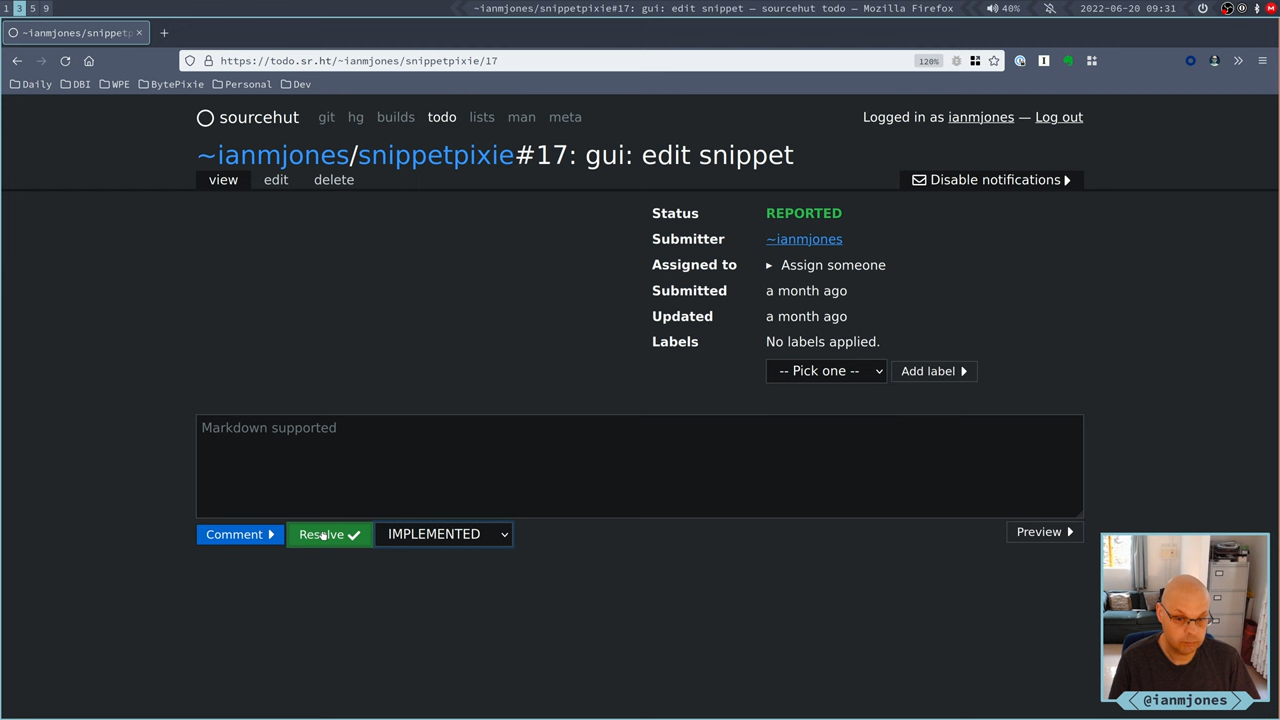 1 3 5 9
~ianmjones/snippetpixie#17: gui: edit snippet — sourcehut todo — Mozilla Firefox
40%
2022-06-20 09:31
~ianmjones/snippetp
https://todo.sr.ht/~ianmjones/snippetpixie/17
120%
Daily DBI WPE BytePixie Personal Dev
sourcehut git hg builds todo lists man meta
Logged in as ianmjones — Log out
~ianmjones/snippetpixie#17: gui: edit snippet
view edit delete
Disable notifications
Status REPORTED
Submitter ~ianmjones
Assigned to Assign someone
Submitted a month ago
Updated a month ago
Labels No labels applied.
-- Pick one -- Add label
Markdown supported
Comment Resolve IMPLEMENTED
Preview
@ianmjones